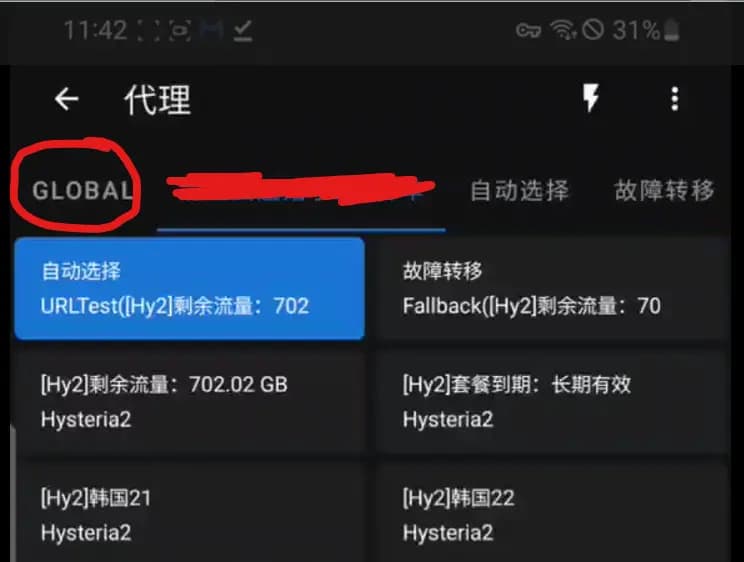 11:42 31%
代理
GLOBAL 自动选择 故障转移
自动选择
URLTest([Hy2]剩余流量：702
故障转移
Fallback([Hy2]剩余流量：70
[Hy2]剩余流量：702.02 GB
Hysteria2
[Hy2]套餐到期：长期有效
Hysteria2
[Hy2]韩国21
Hysteria2
[Hy2]韩国22
Hysteria2